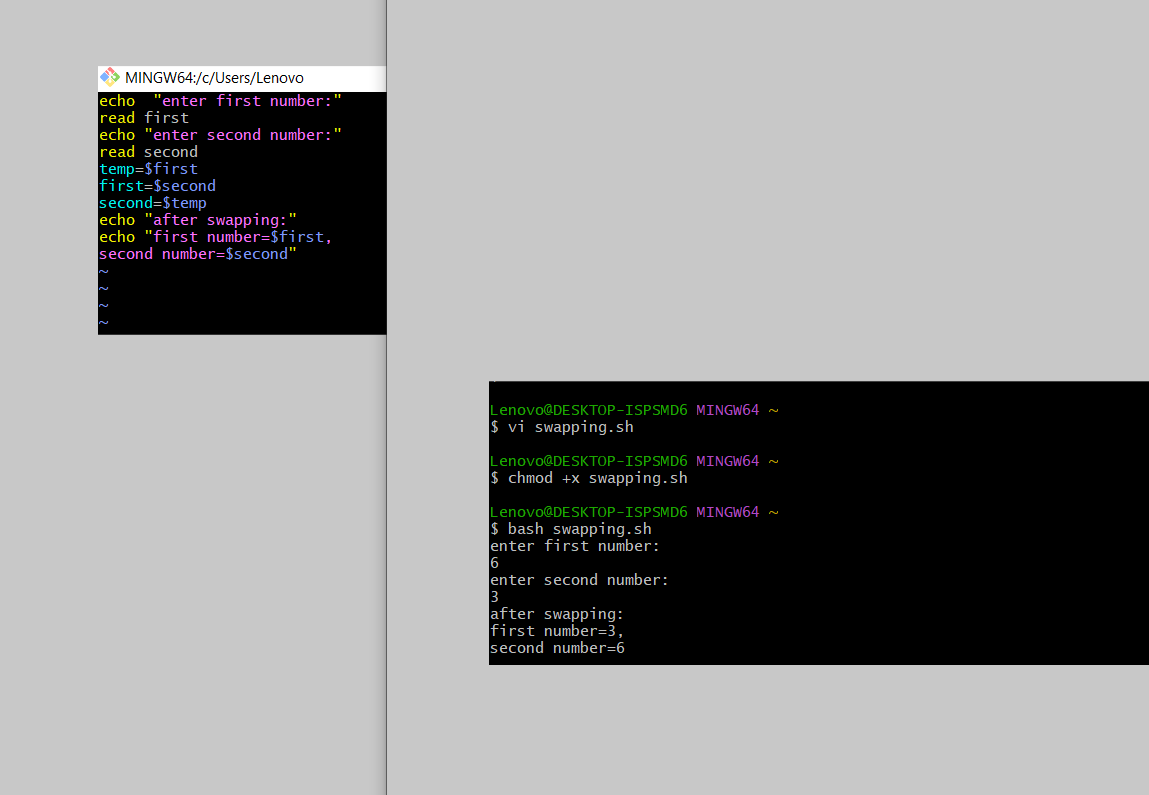 MINGW64:/c/Users/Lenovo
echo  "enter first number:"
read first
echo "enter second number:"
read second
temp=$first
first=$second
second=$temp
echo "after swapping:"
echo "first number=$first,
second number=$second"
~
~
~
~
Lenovo@DESKTOP-ISPSMD6 MINGW64 ~
$ vi swapping.sh
Lenovo@DESKTOP-ISPSMD6 MINGW64 ~
$ chmod +x swapping.sh
Lenovo@DESKTOP-ISPSMD6 MINGW64 ~
$ bash swapping.sh
enter first number:
6
enter second number:
3
after swapping:
first number=3,
second number=6